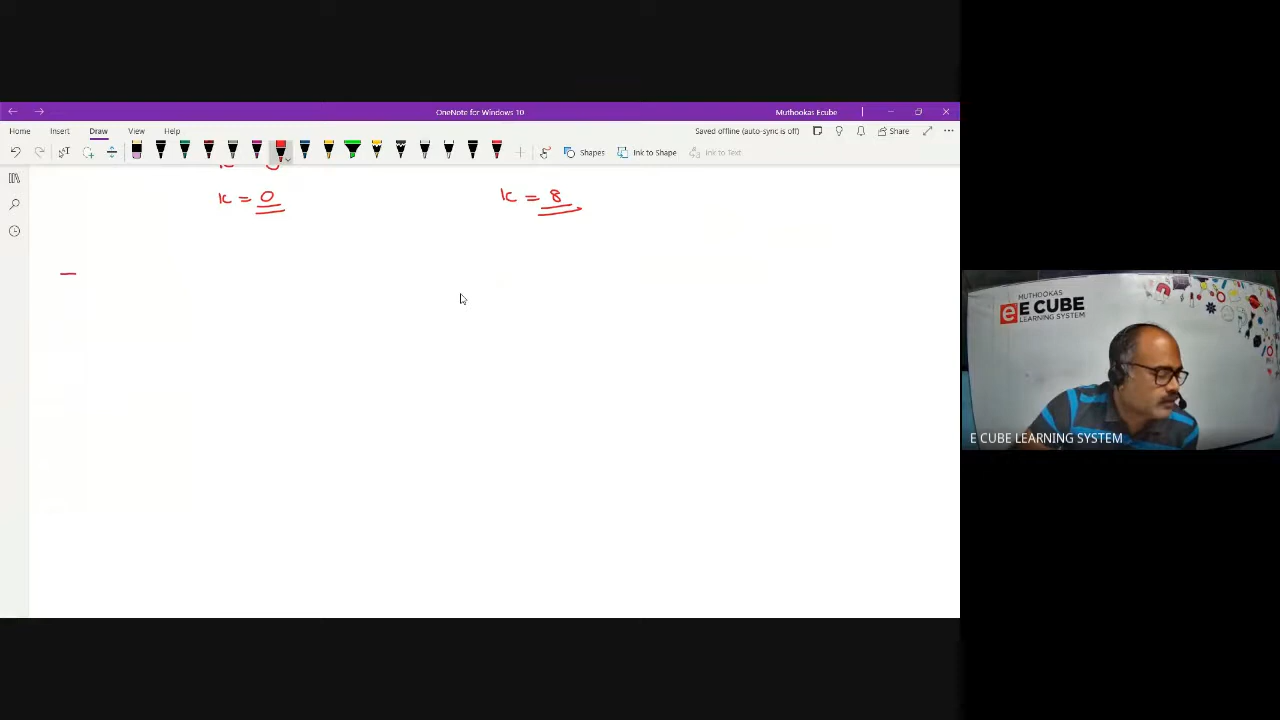 OneNote for Windows 10
Muthookas Ecube
Home Insert Draw View Help
Saved offline (auto-sync is off)
Share
Shapes
Ink to Shape
Ink to Text
k = 0
k = 8
MUTHOOKAS
e E CUBE
LEARNING SYSTEM
E CUBE LEARNING SYSTEM